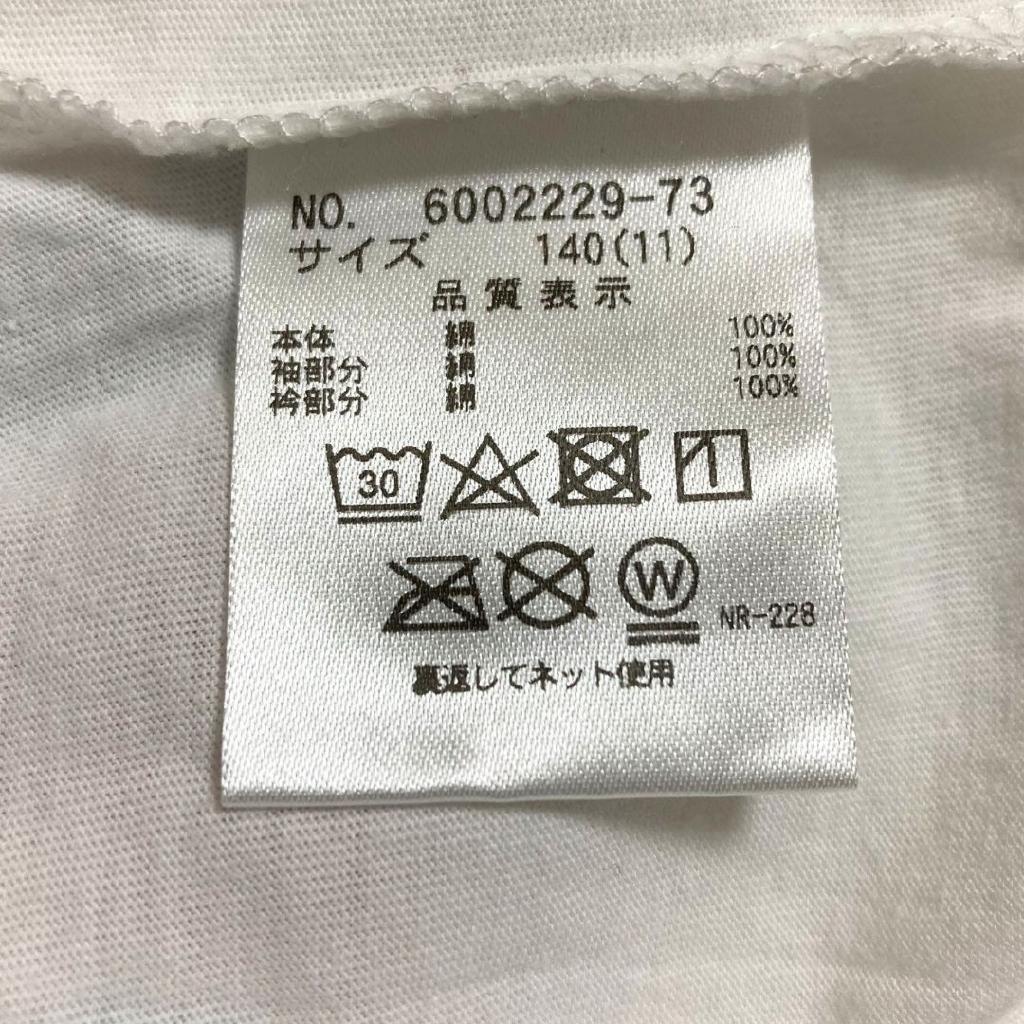 NO. 6002229-73
サイズ 140(11)
品質表示
本体 綿 100%
袖部分 綿 100%
衿部分 綿 100%
30
W
NR-228
裏返してネット使用